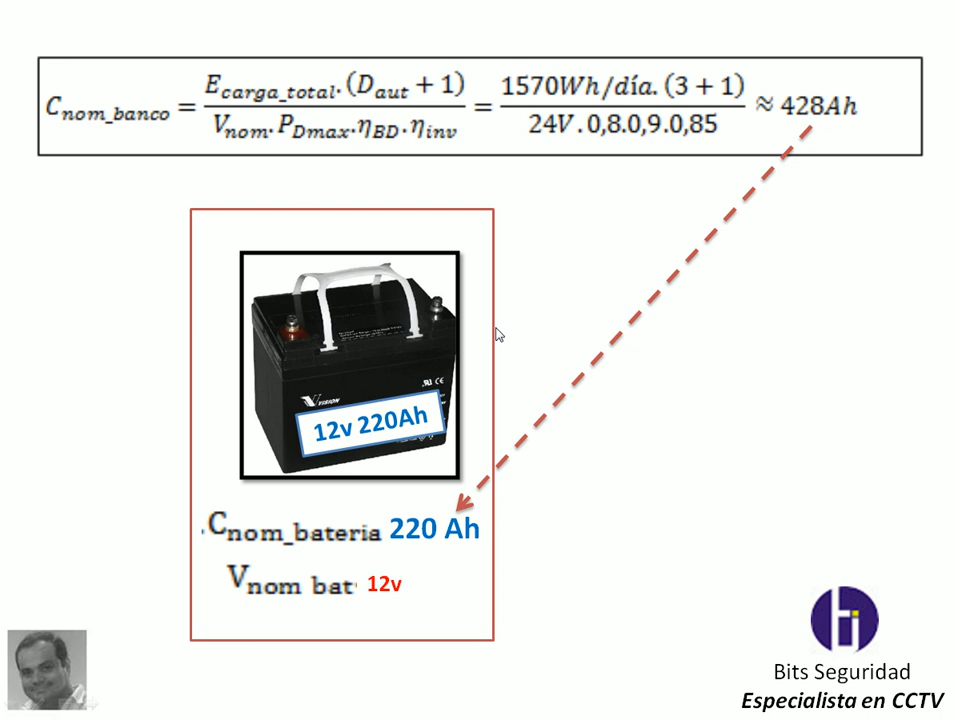 C_nom_banco = E_carga_total.(D_aut + 1) / V_nom.P_Dmax.η_BD.η_inv = 1570Wh/día.(3 + 1) / 24V.0,8.0,9.0,85 ≈ 428Ah
VISION
12v 220Ah
.C_nom_bateria 220 Ah
V_nom bat 12v
Bits Seguridad
Especialista en CCTV